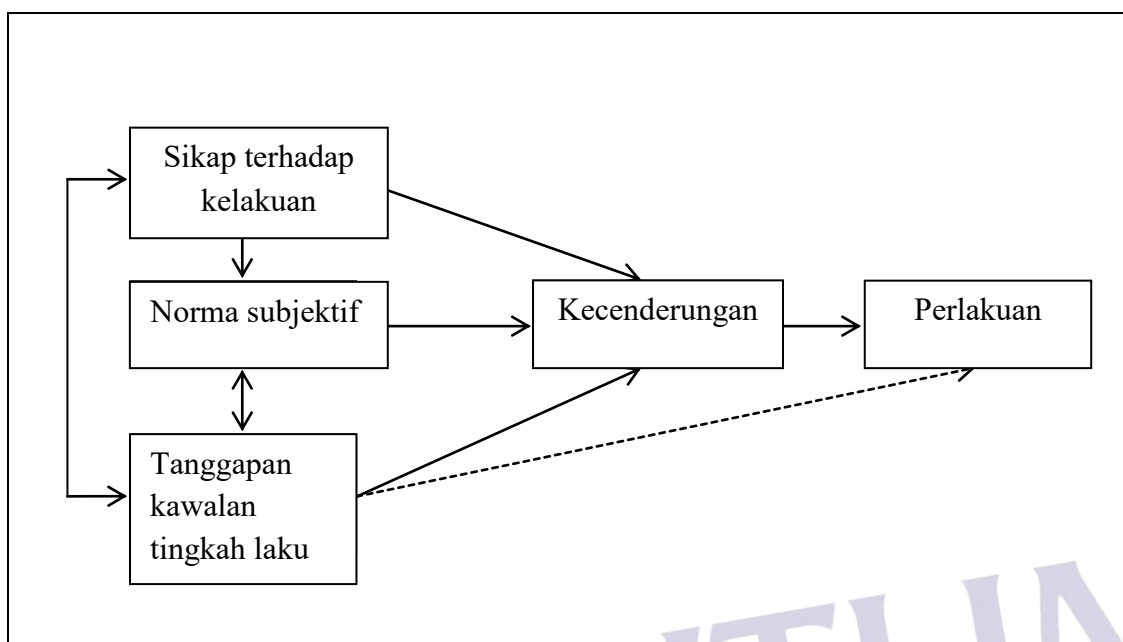 Sikap terhadap
kelakuan
Norma subjektif
Kecenderungan
Perlakuan
Tanggapan
kawalan
tingkah laku